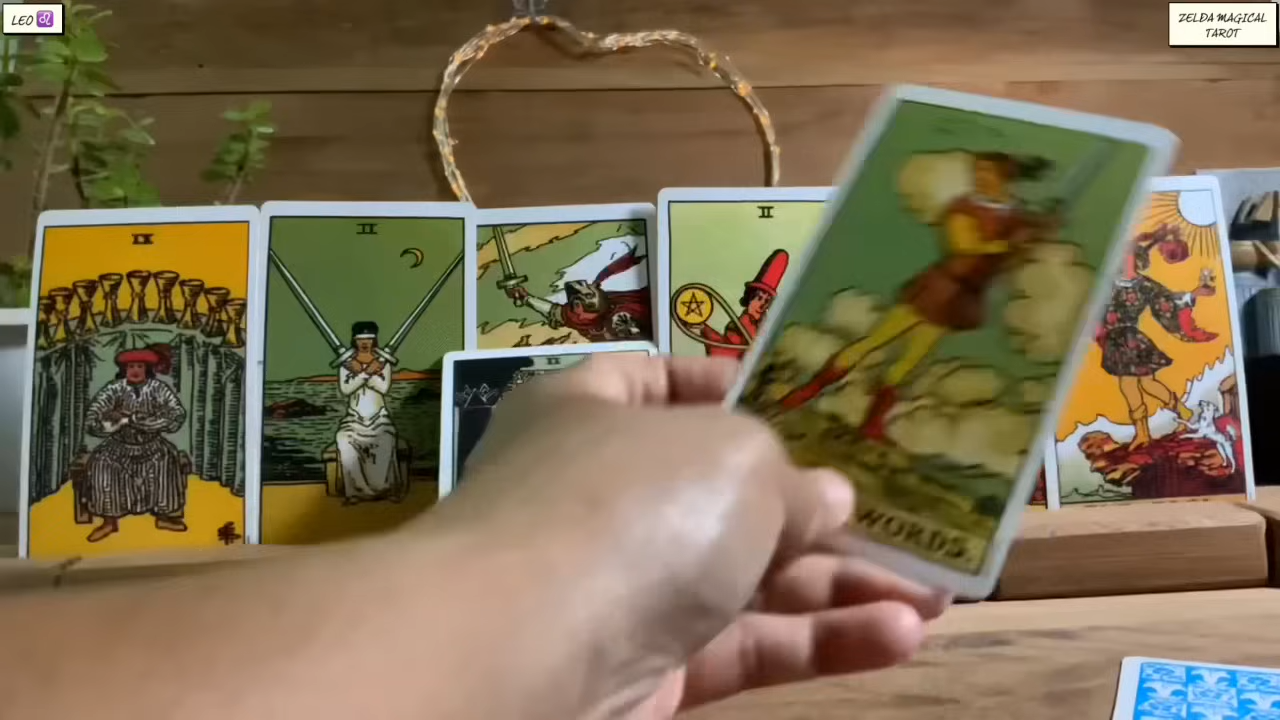 LEO ♌
ZELDA MAGICAL
TAROT
IX
II
II
WORDS.